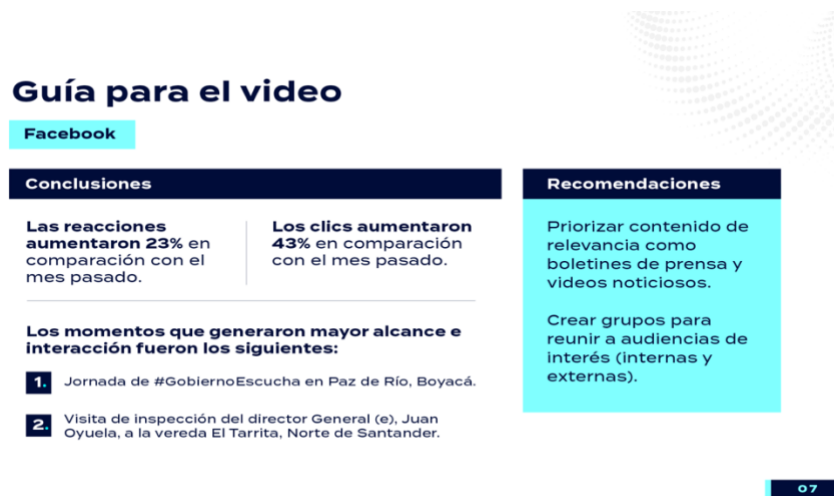 Guía para el video
Facebook
Conclusiones
Las reacciones
aumentaron 23% en
comparación con el
mes pasado.
Los clics aumentaron
43% en comparación
con el mes pasado.
Los momentos que generaron mayor alcance e
interacción fueron los siguientes:
1. Jornada de #GobiernoEscucha en Paz de Río, Boyacá.
2. Visita de inspección del director General (e), Juan
Oyuela, a la vereda El Tarrita, Norte de Santander.
Recomendaciones
Priorizar contenido de
relevancia como
boletines de prensa y
videos noticiosos.
Crear grupos para
reunir a audiencias de
interés (internas y
externas).
07